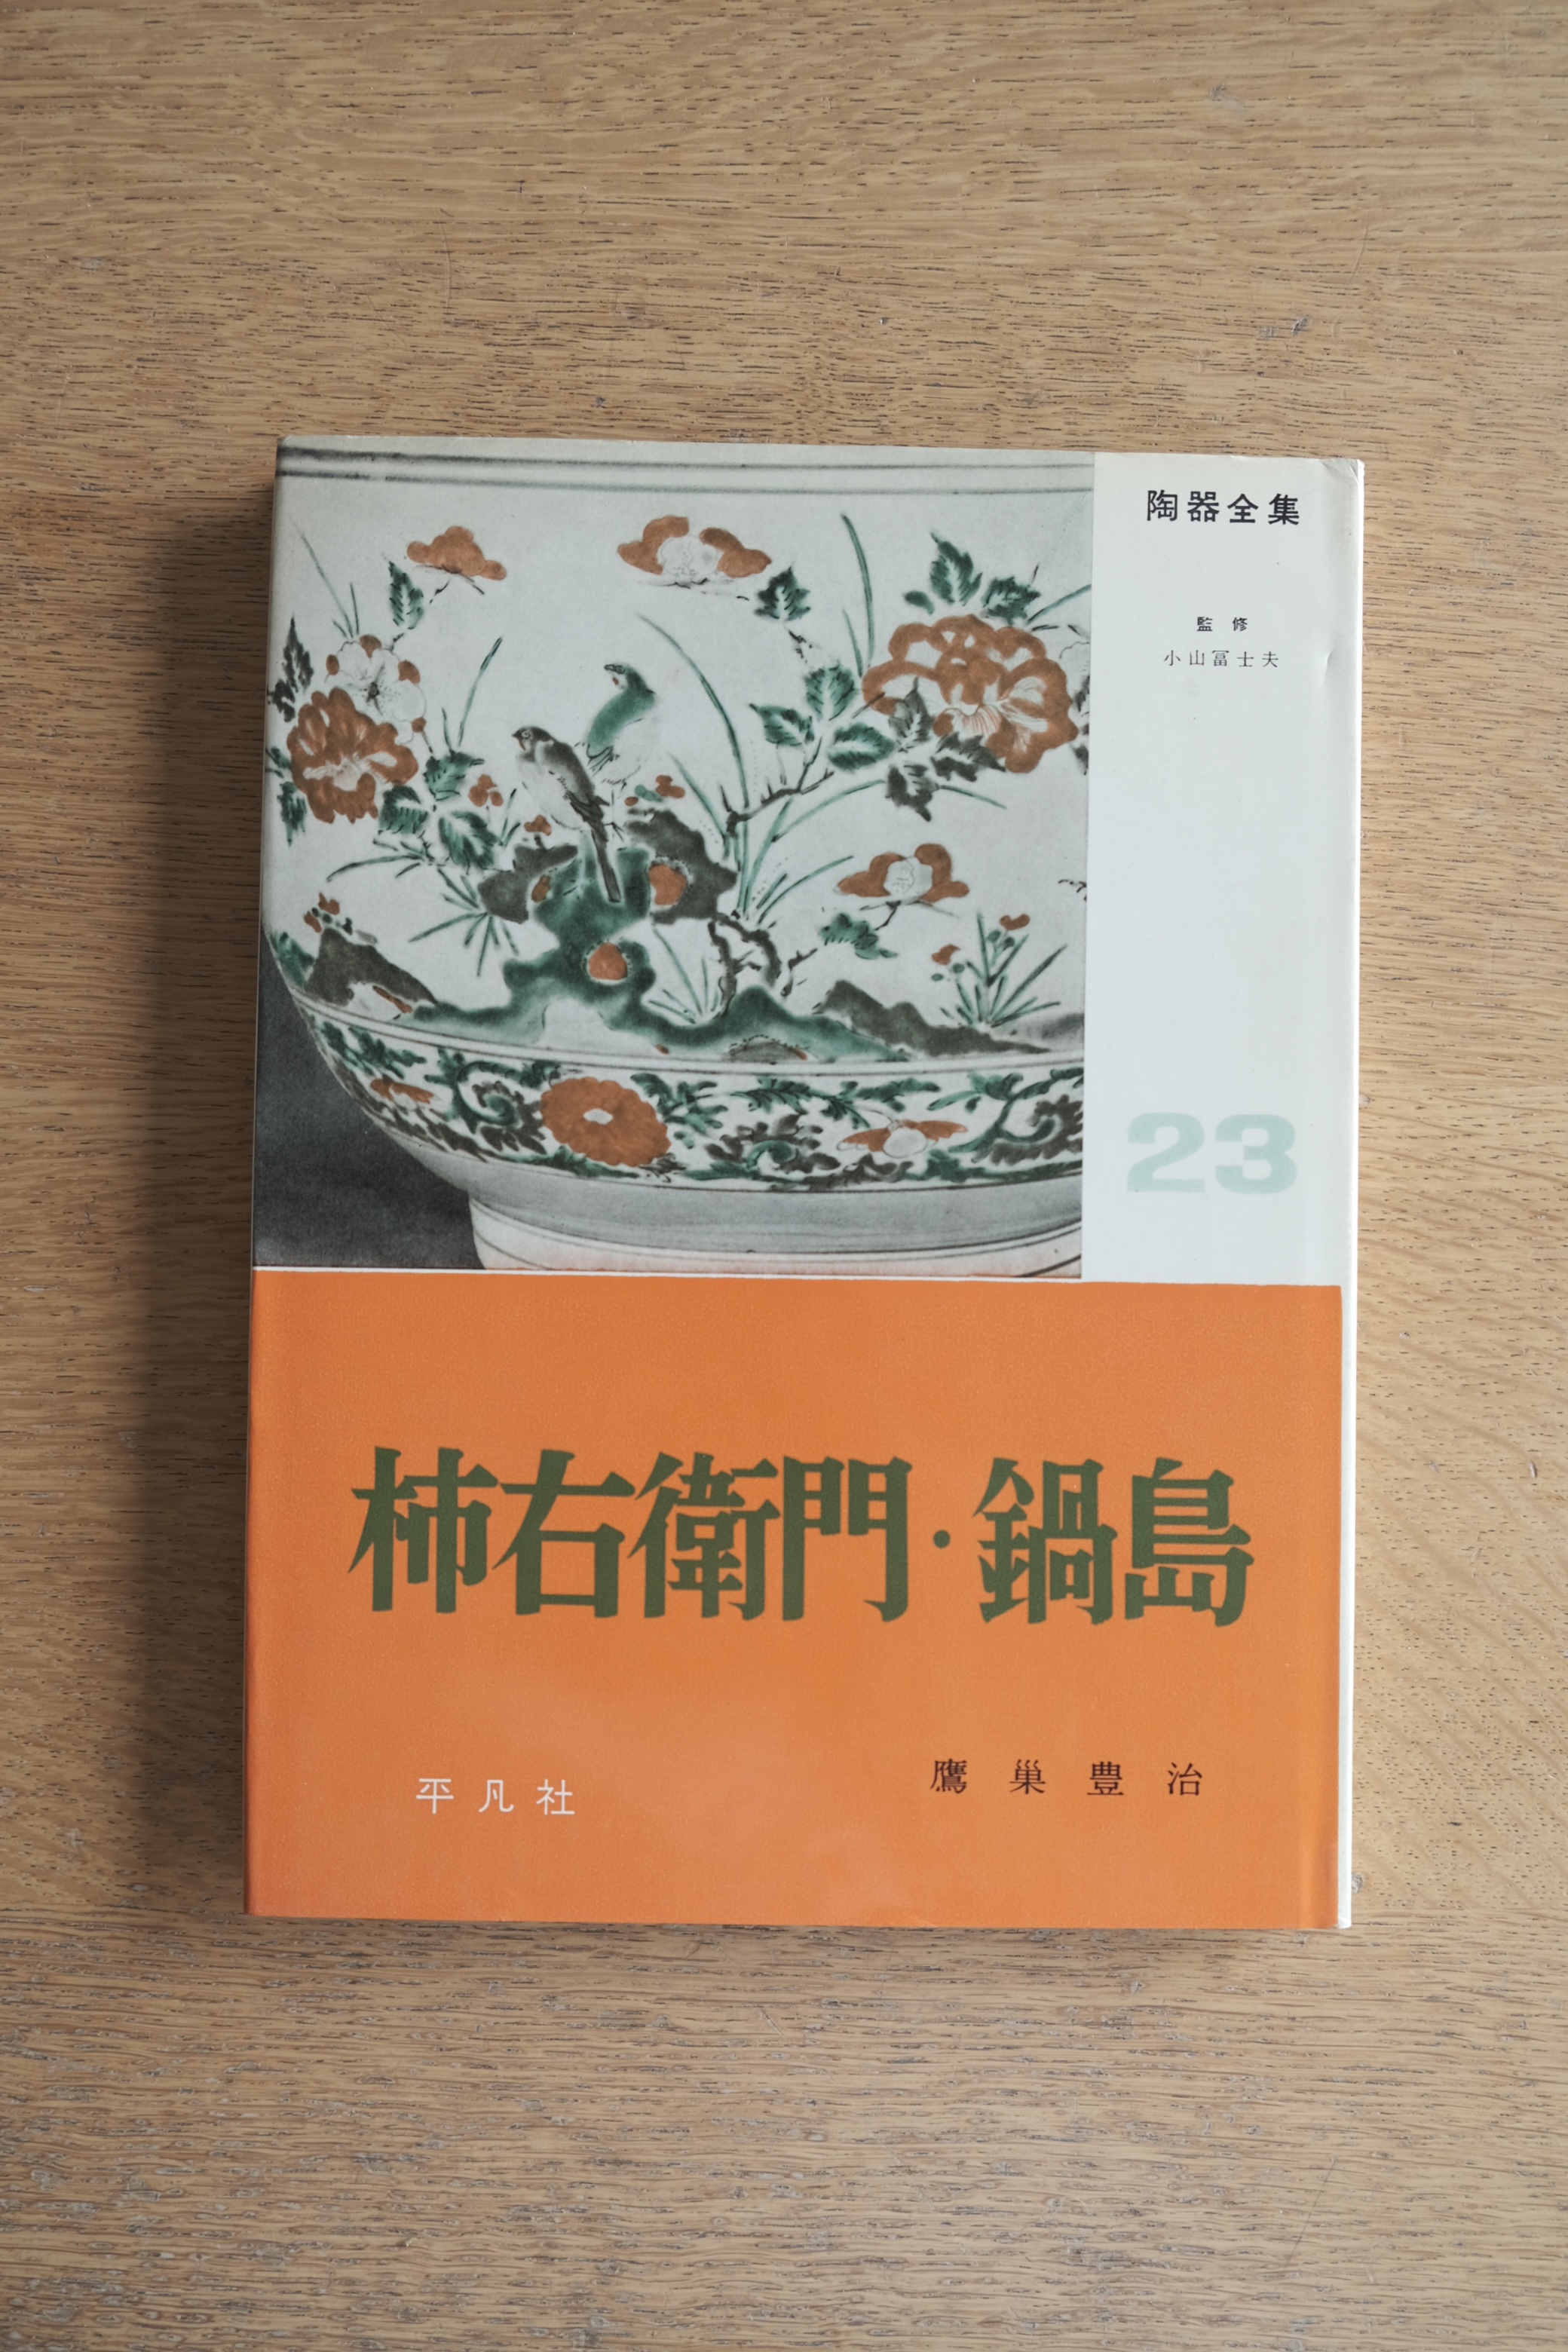 陶器全集
監修
小山冨士夫
23
柿右衛門・鍋島
鷹巣豊治
平凡社